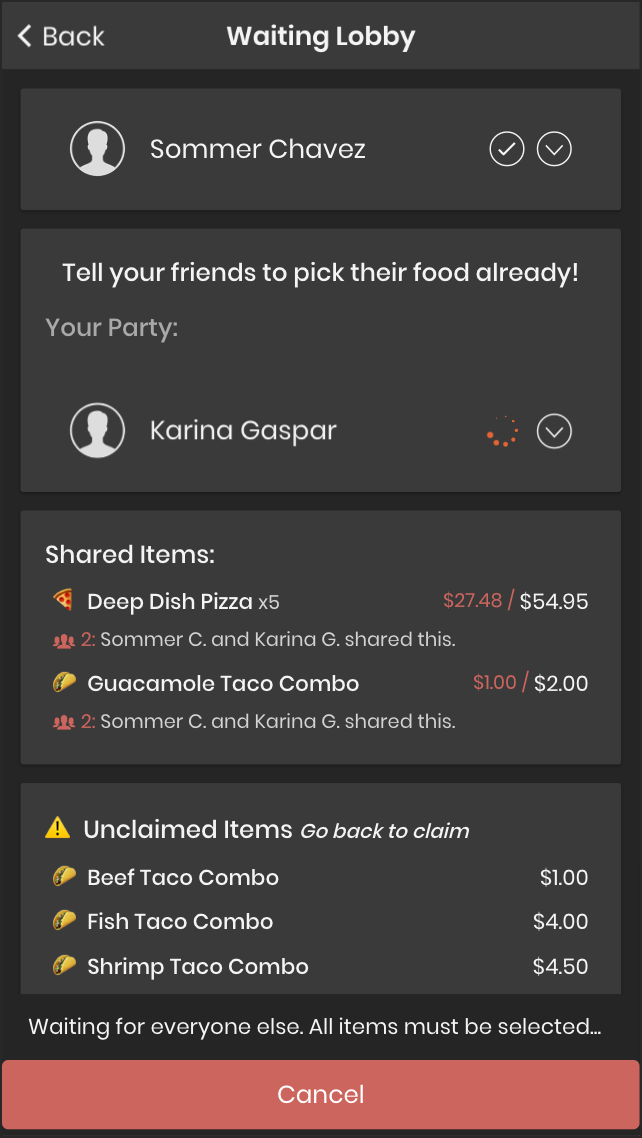 Back
Waiting Lobby
Sommer Chavez
Tell your friends to pick their food already!
Your Party:
Karina Gaspar
Shared Items:
Deep Dish Pizza x5 $27.48 / $54.95
2: Sommer C. and Karina G. shared this.
Guacamole Taco Combo $1.00 / $2.00
2: Sommer C. and Karina G. shared this.
Unclaimed Items Go back to claim
Beef Taco Combo $1.00
Fish Taco Combo $4.00
Shrimp Taco Combo $4.50
Waiting for everyone else. All items must be selected...
Cancel